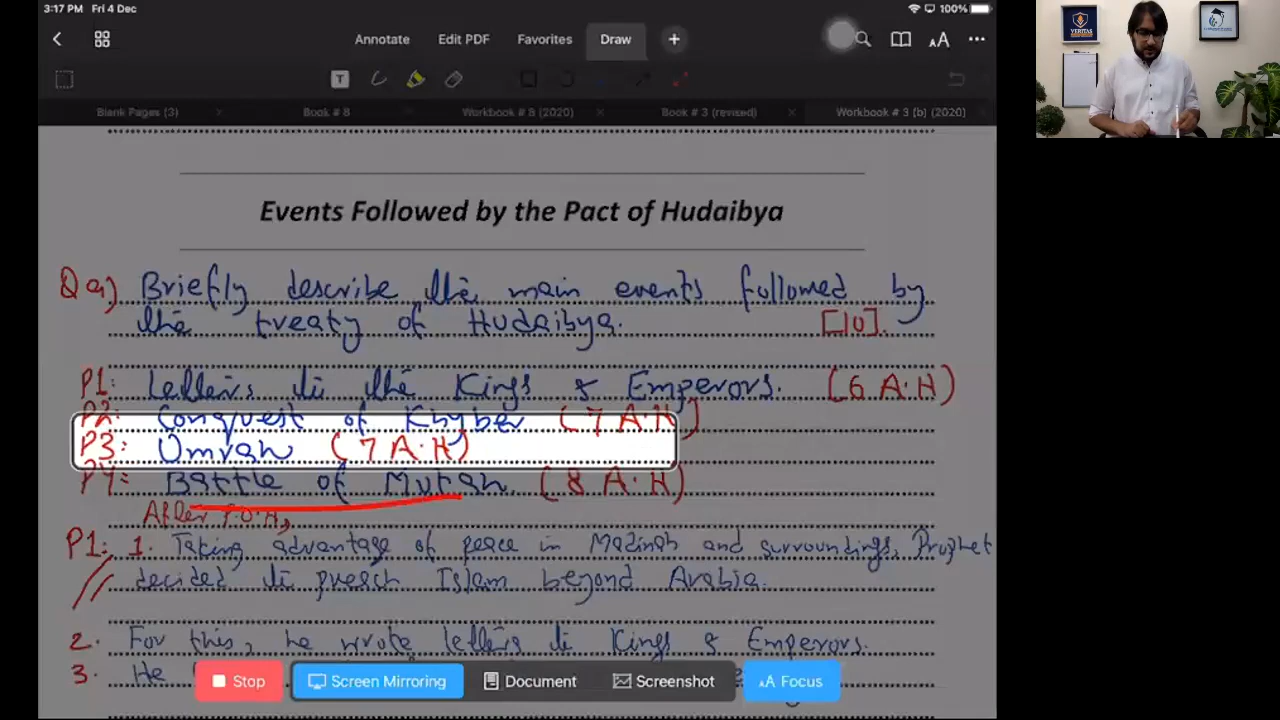 3:17 PM Fri 4 Dec 100%
Annotate Edit PDF Favorites Draw + AA
T
Blank Pages (3) × Book # 8 × Workbook # 8 (2020) × Book # 3 (revised) × Workbook # 3 (b) (2020)
VERITAS
Events Followed by the Pact of Hudaibya
Q a) Briefly describe the main events followed by
the treaty of Hudaibya. [10].
P1: Letters to the Kings & Emperors. (6 A.H)
P2: Conquest of Khyber (7 A.H)
P3: Umrah (7 A.H)
P4: Battle of Mutah. (8 A.H)
After T.O.H,
P1: 1. Taking advantage of peace in Madinah and surroundings, Prophet
decided to preach Islam beyond Arabia.
2. For this, he wrote letters to Kings & Emperors.
3. He
Stop Screen Mirroring Document Screenshot AA Focus